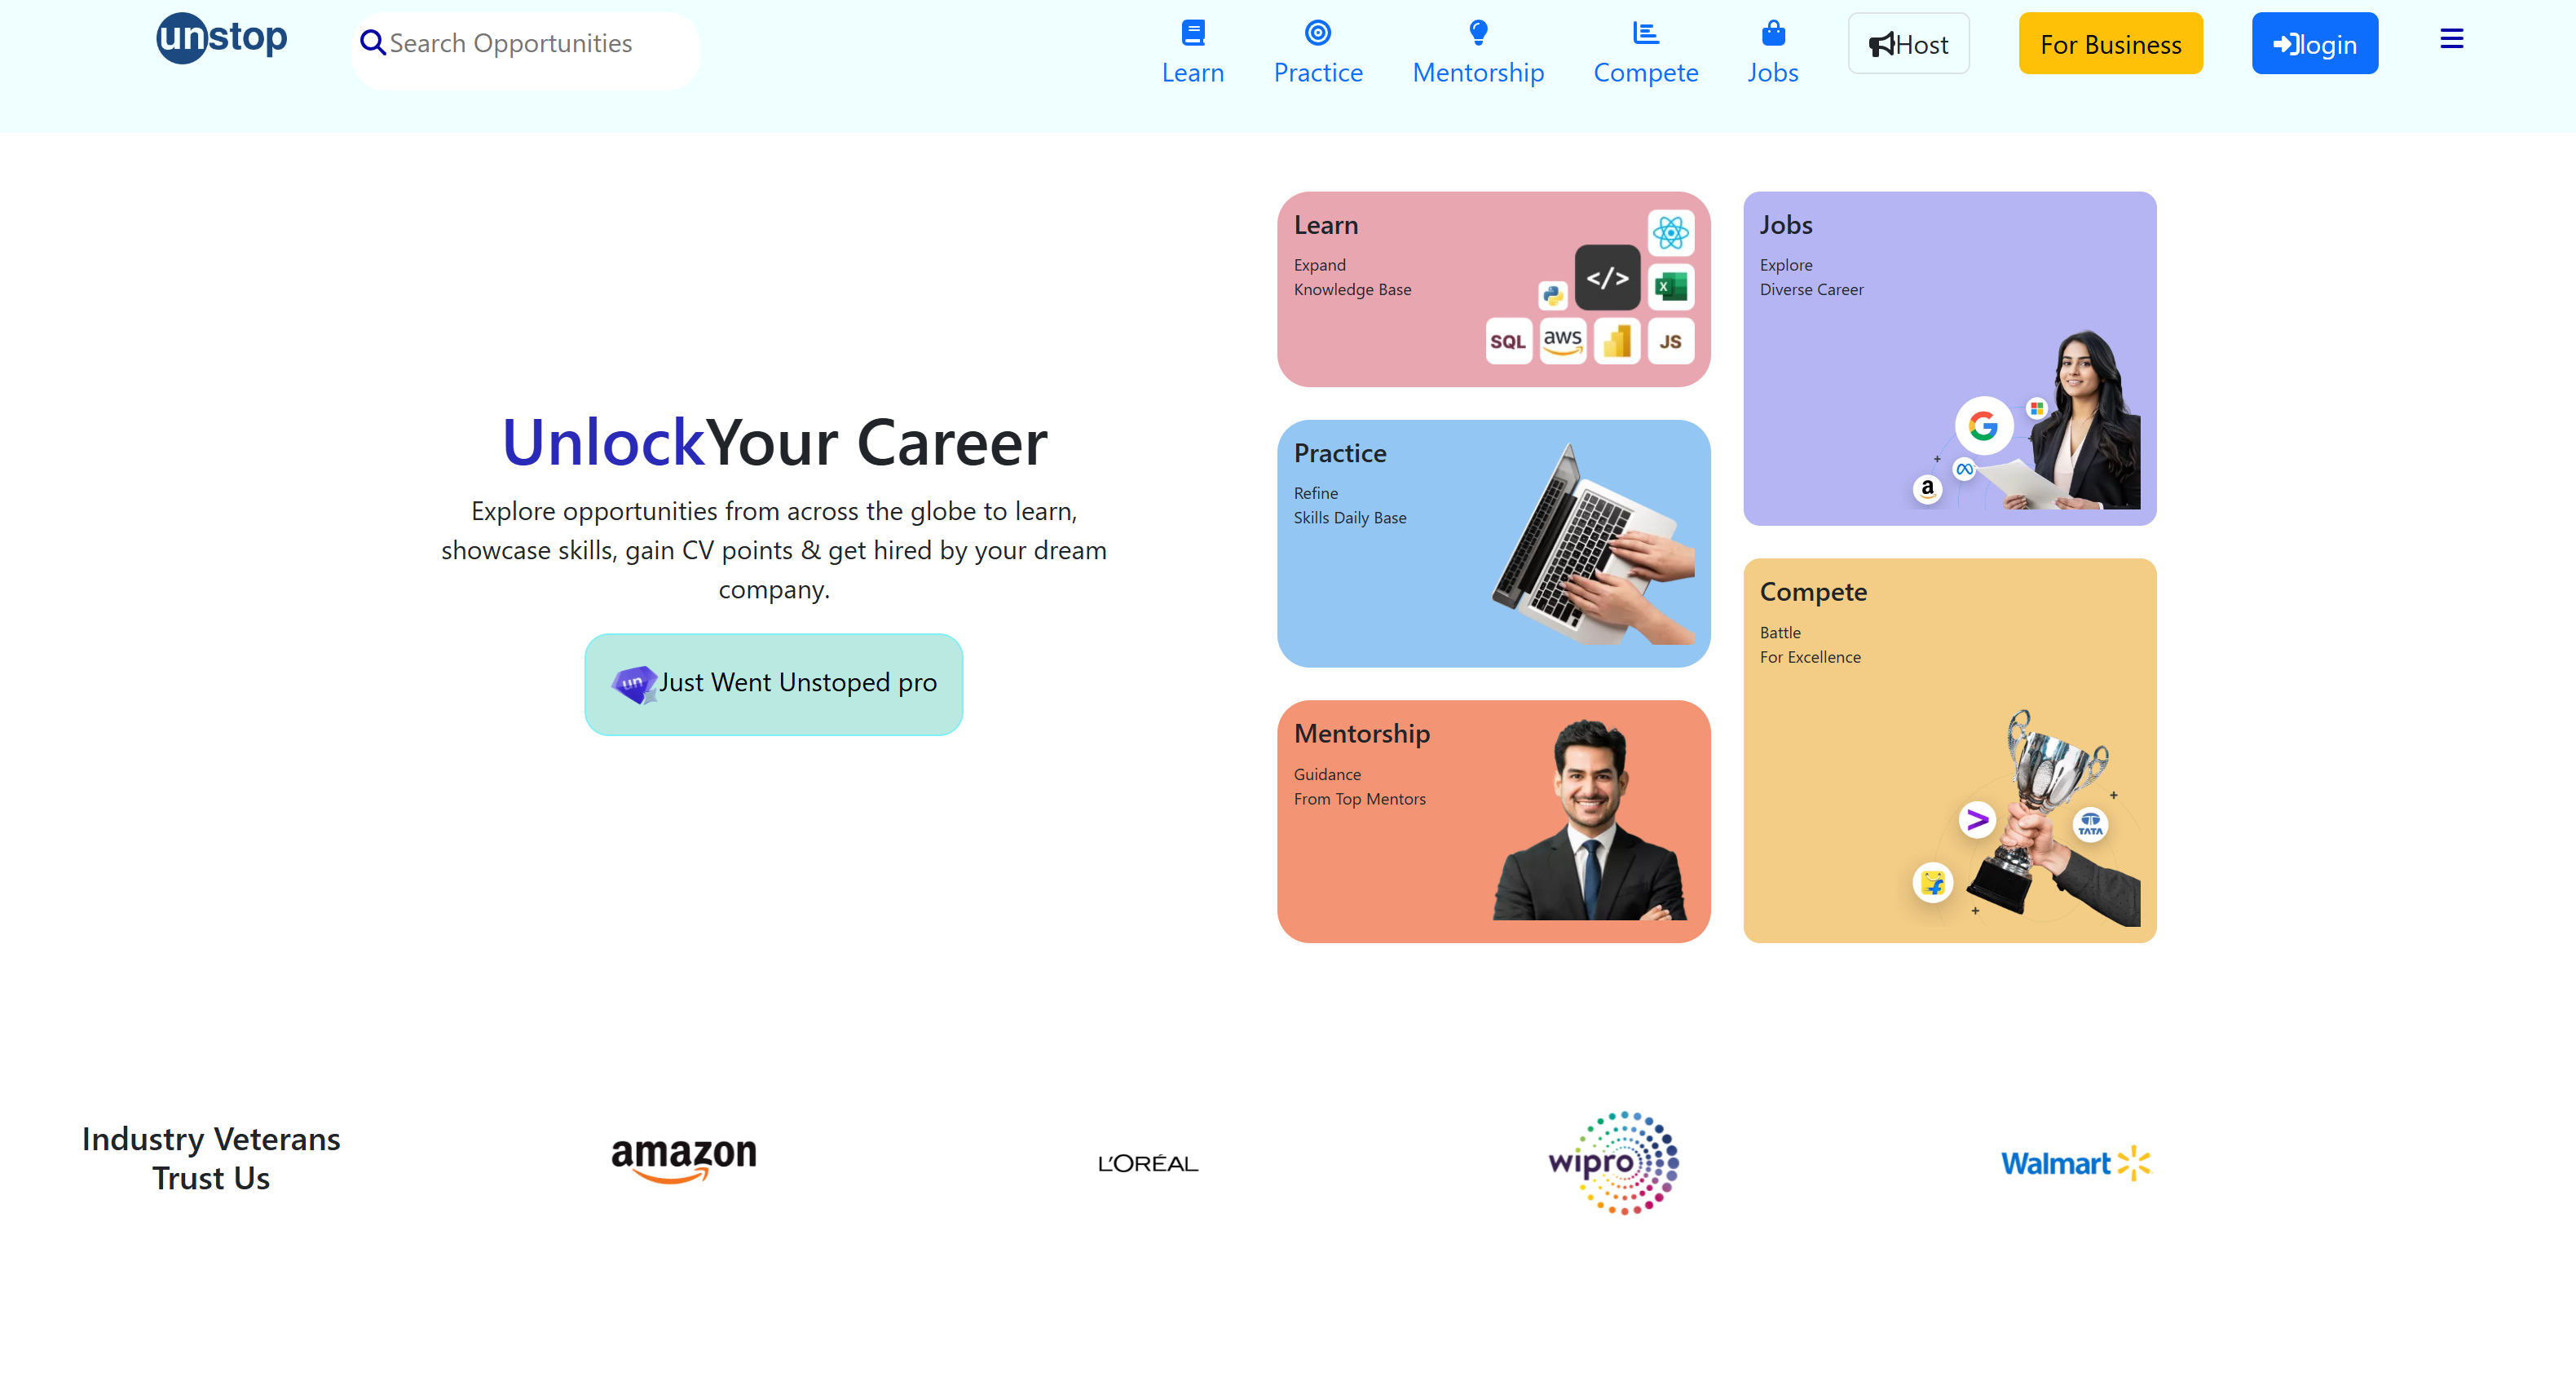 unstop
Search Opportunities
Learn
Practice
Mentorship
Compete
Jobs
Host
For Business
login
UnlockYour Career
Explore opportunities from across the globe to learn,
showcase skills, gain CV points & get hired by your dream
company.
un
Just Went Unstoped pro
Learn
Expand
Knowledge Base
</>
X
SQL
aws
JS
Practice
Refine
Skills Daily Base
Mentorship
Guidance
From Top Mentors
Jobs
Explore
Diverse Career
G
a
Compete
Battle
For Excellence
TATA
f
Industry Veterans
Trust Us
amazon
L'ORÉAL
wipro
Walmart